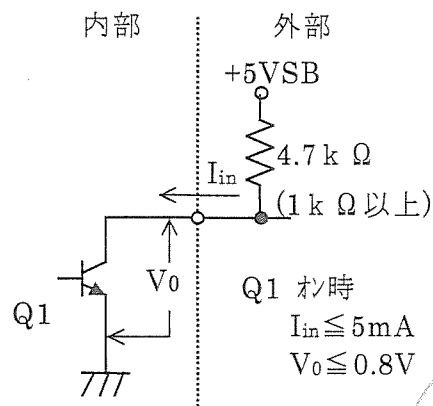 内部
外部
+5VSB
4.7kΩ
Iin
(1kΩ以上)
V0
Q1
Q1 オン時
Iin≦5mA
V0≦0.8V